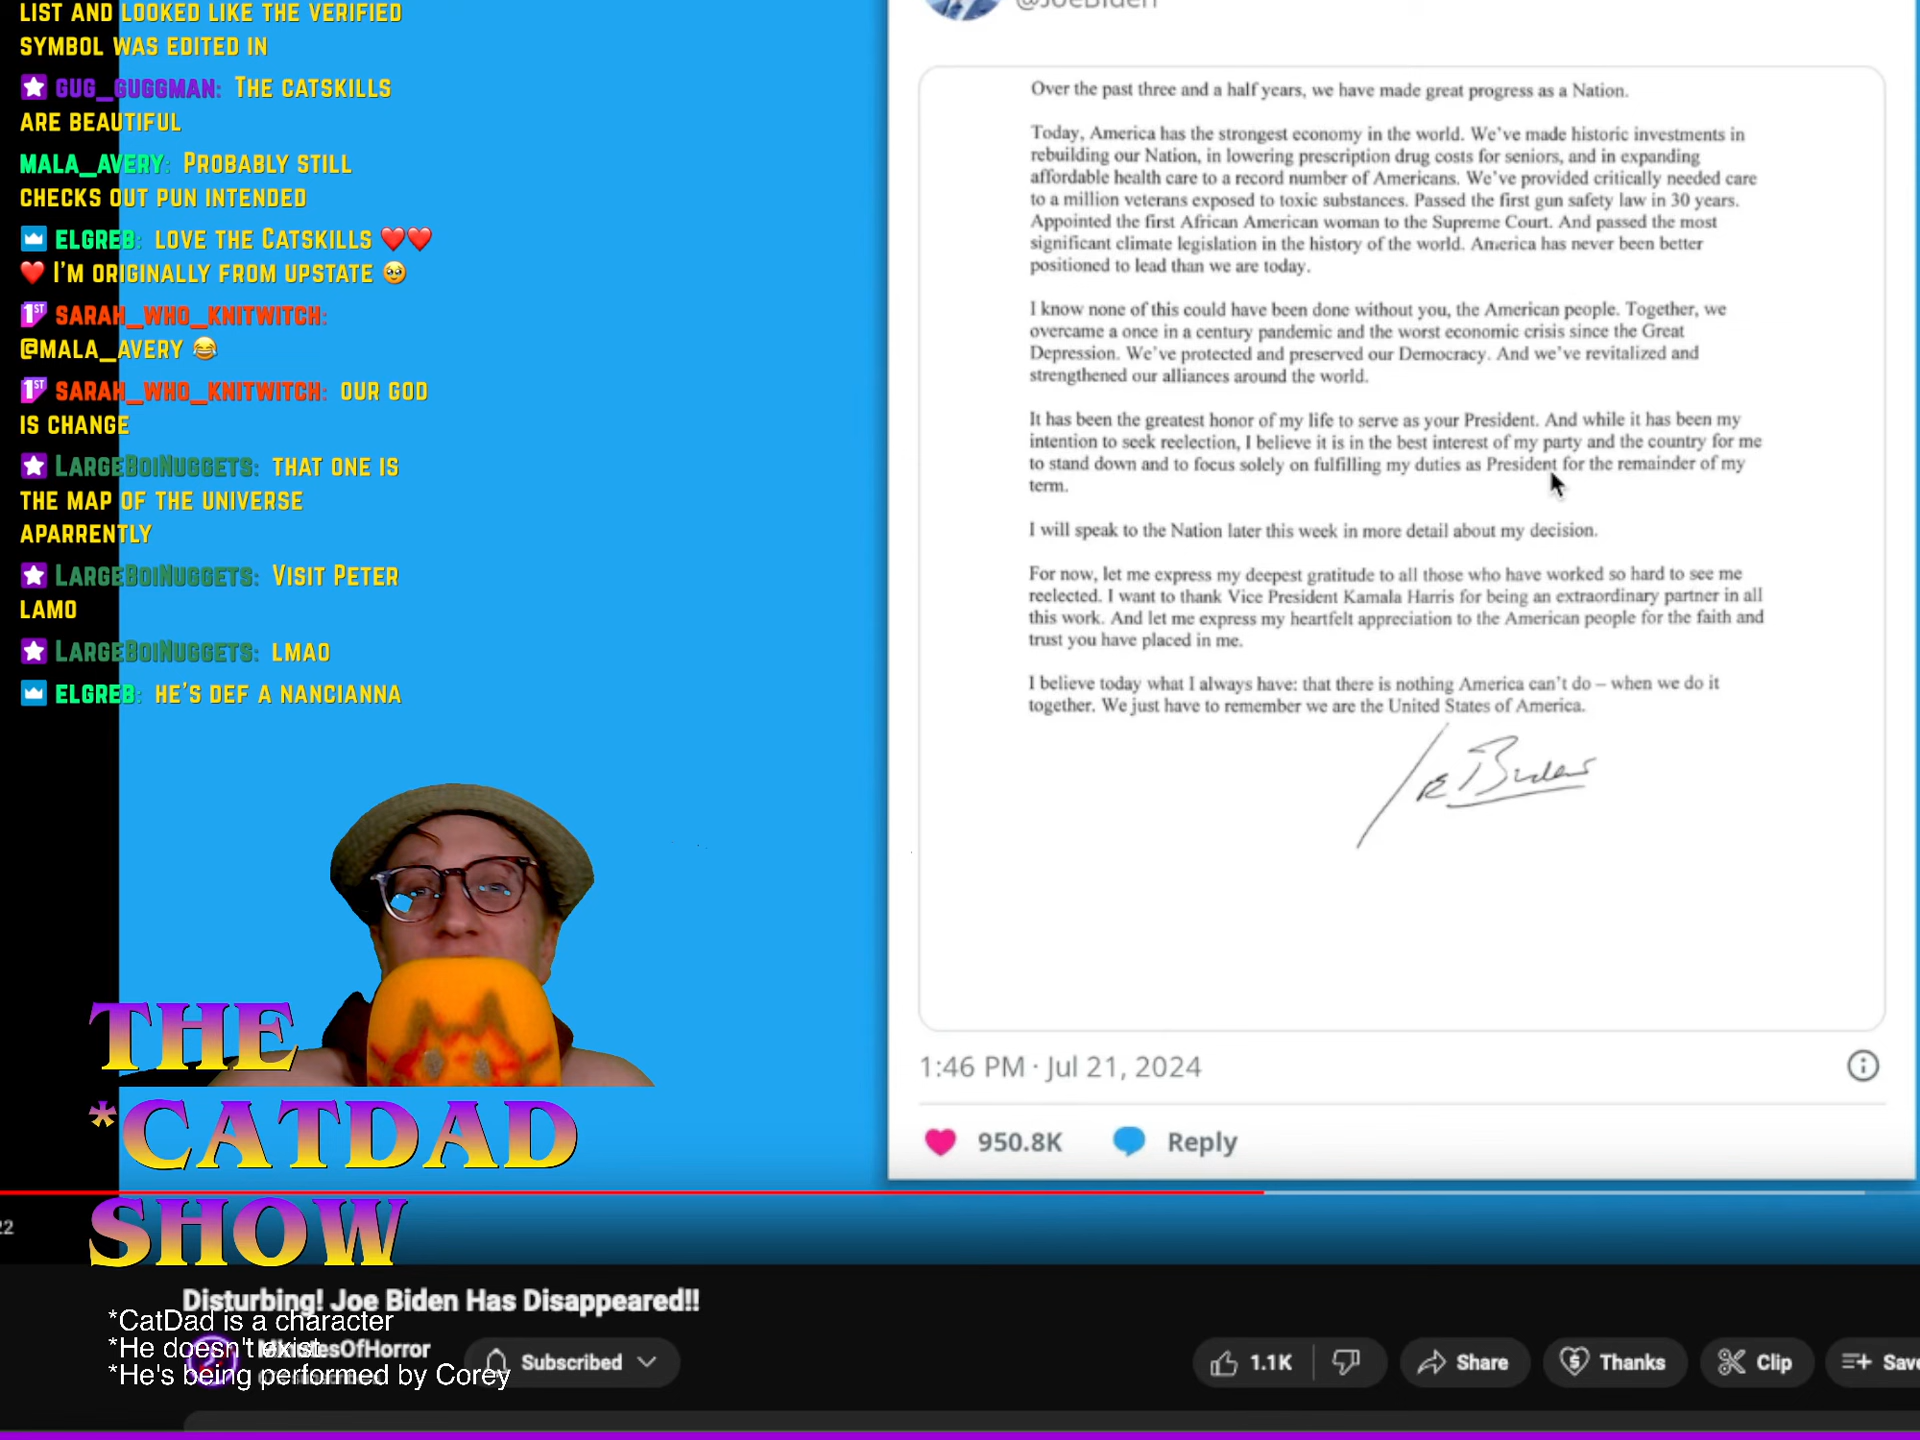 LIST AND LOOKED LIKE THE VERIFIED
SYMBOL WAS EDITED IN
GUG_GUGGMAN: THE CATSKILLS
ARE BEAUTIFUL
MALA_AVERY: PROBABLY STILL
CHECKS OUT PUN INTENDED
ELGREB: LOVE THE CATSKILLS ❤️❤️
❤️ I'M ORIGINALLY FROM UPSTATE 🥹
1ST SARAH_WHO_KNITWITCH:
@MALA_AVERY 😂
1ST SARAH_WHO_KNITWITCH: OUR GOD
IS CHANGE
LARGEBOINUGGETS: THAT ONE IS
THE MAP OF THE UNIVERSE
APARRENTLY
LARGEBOINUGGETS: VISIT PETER
LAMO
LARGEBOINUGGETS: LMAO
ELGREB: HE'S DEF A NANCIANNA
THE
*CATDAD
SHOW
@JoeBiden
Over the past three and a half years, we have made great progress as a Nation.
Today, America has the strongest economy in the world. We've made historic investments in
rebuilding our Nation, in lowering prescription drug costs for seniors, and in expanding
affordable health care to a record number of Americans. We've provided critically needed care
to a million veterans exposed to toxic substances. Passed the first gun safety law in 30 years.
Appointed the first African American woman to the Supreme Court. And passed the most
significant climate legislation in the history of the world. America has never been better
positioned to lead than we are today.
I know none of this could have been done without you, the American people. Together, we
overcame a once in a century pandemic and the worst economic crisis since the Great
Depression. We've protected and preserved our Democracy. And we've revitalized and
strengthened our alliances around the world.
It has been the greatest honor of my life to serve as your President. And while it has been my
intention to seek reelection, I believe it is in the best interest of my party and the country for me
to stand down and to focus solely on fulfilling my duties as President for the remainder of my
term.
I will speak to the Nation later this week in more detail about my decision.
For now, let me express my deepest gratitude to all those who have worked so hard to see me
reelected. I want to thank Vice President Kamala Harris for being an extraordinary partner in all
this work. And let me express my heartfelt appreciation to the American people for the faith and
trust you have placed in me.
I believe today what I always have: that there is nothing America can't do – when we do it
together. We just have to remember we are the United States of America.
Joe Biden
1:46 PM · Jul 21, 2024
950.8K Reply
22
Disturbing! Joe Biden Has Disappeared!!
*CatDad is a character
*He doesn't exist
*He's being performed by Corey
OfHorror
Subscribed
1.1K Share Thanks Clip Save